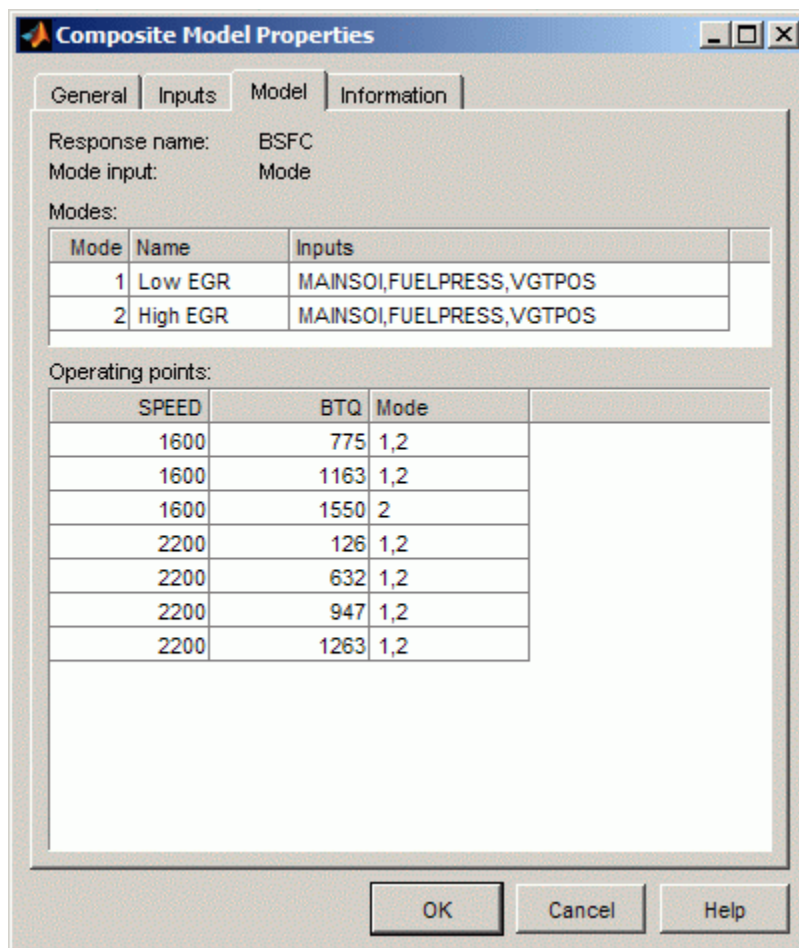 Composite Model Properties
General Inputs Model Information
Response name: BSFC
Mode input: Mode
Modes:
Mode Name Inputs
1 Low EGR MAINSOI,FUELPRESS,VGTPOS
2 High EGR MAINSOI,FUELPRESS,VGTPOS
Operating points:
SPEED BTQ Mode
1600 775 1,2
1600 1163 1,2
1600 1550 2
2200 126 1,2
2200 632 1,2
2200 947 1,2
2200 1263 1,2
OK Cancel Help